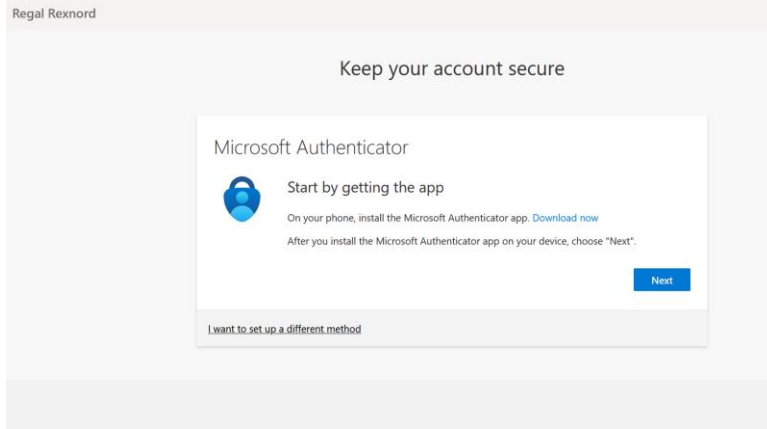 Regal Rexnord
Keep your account secure
Microsoft Authenticator
Start by getting the app
On your phone, install the Microsoft Authenticator app. Download now
After you install the Microsoft Authenticator app on your device, choose "Next".
Next
I want to set up a different method